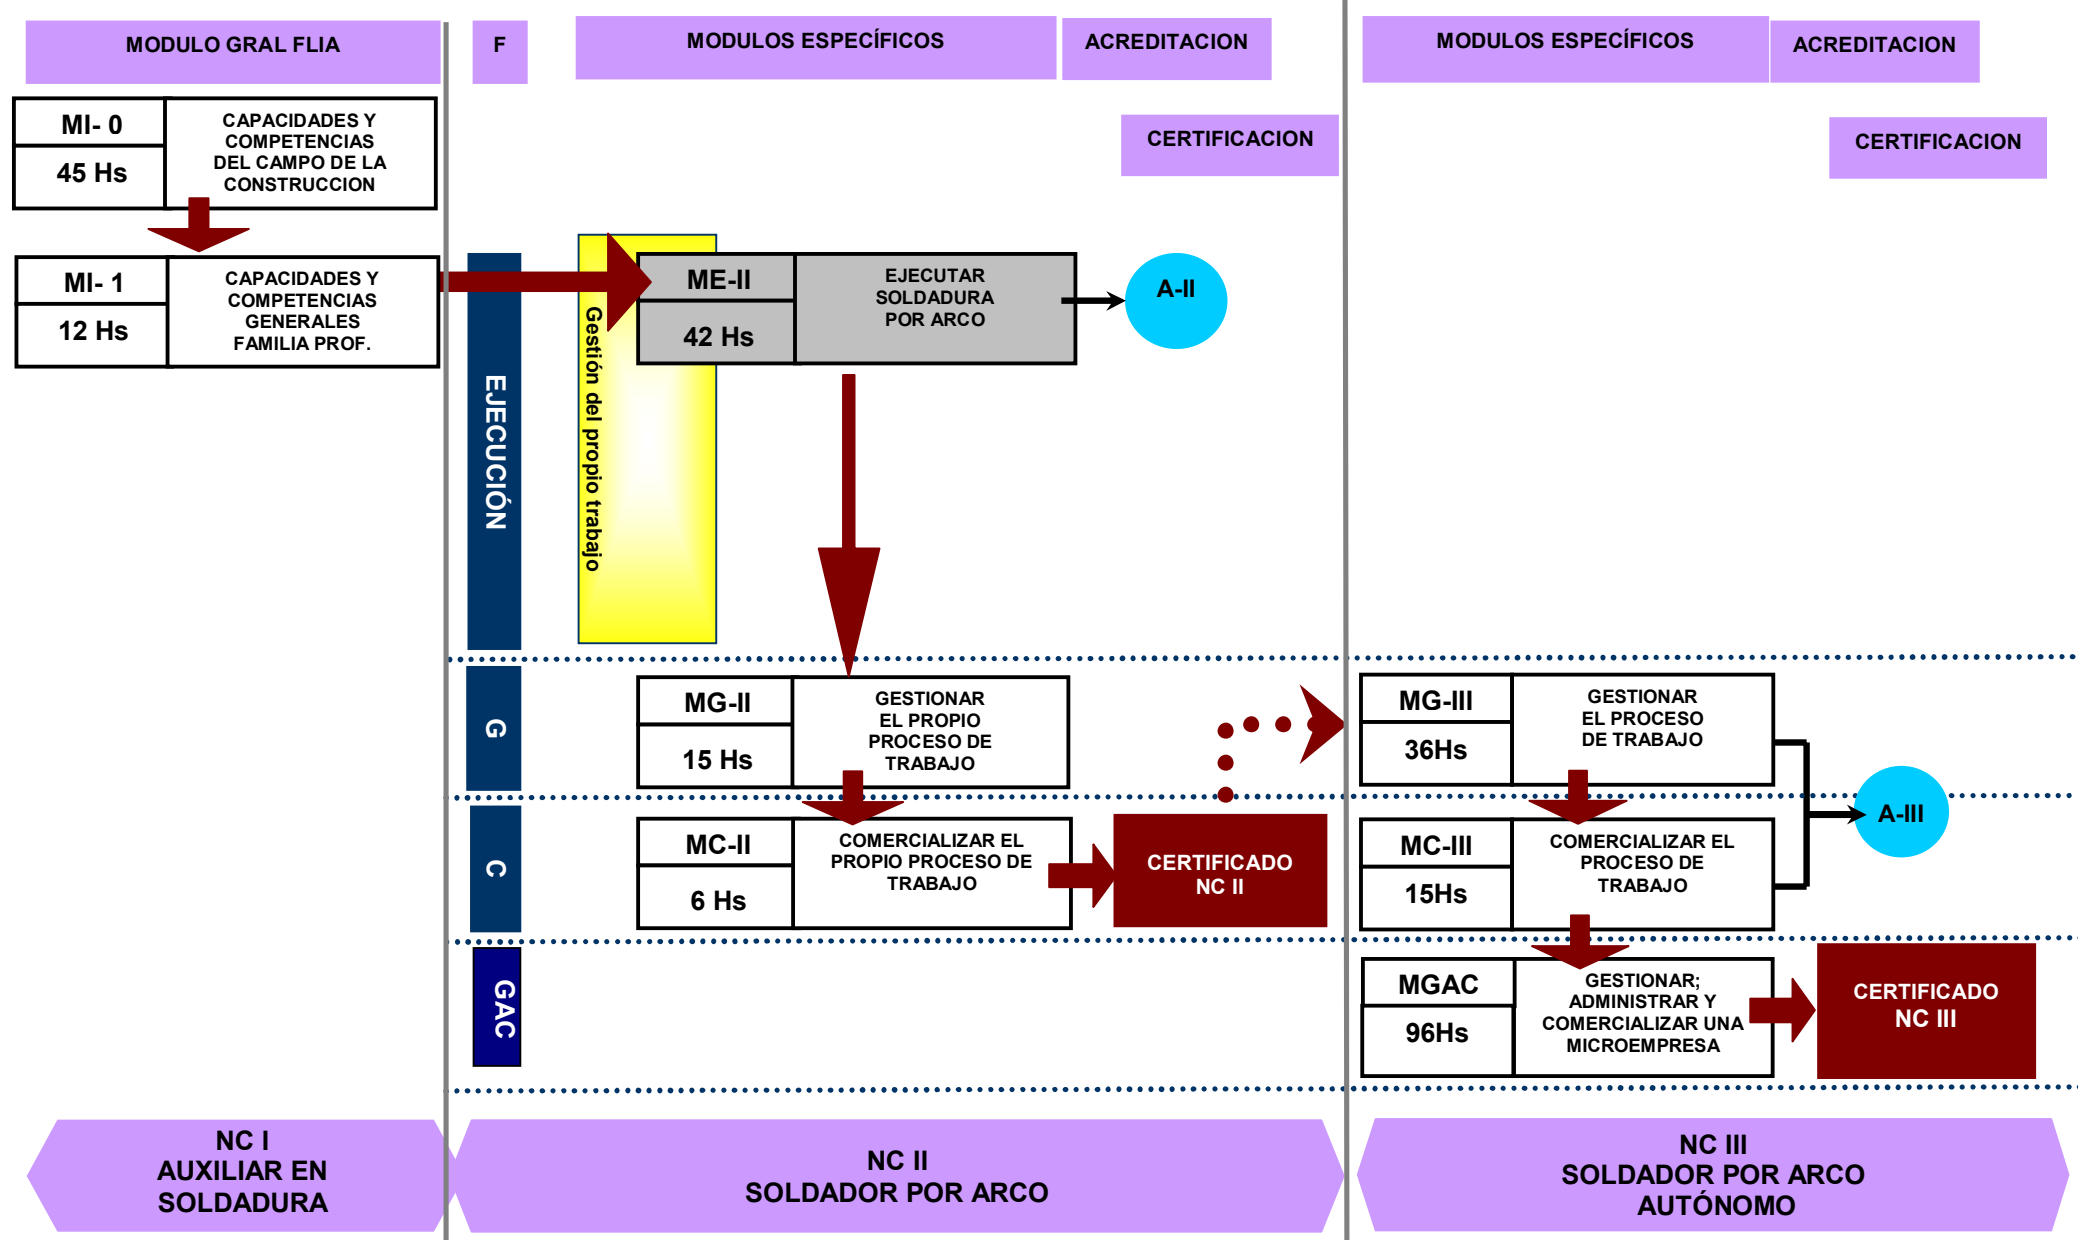 MODULO GRAL FLIA
F
MODULOS ESPECÍFICOS
ACREDITACION
MODULOS ESPECÍFICOS
ACREDITACION
CERTIFICACION
CERTIFICACION
MI- 0
45 Hs
CAPACIDADES Y
COMPETENCIAS
DEL CAMPO DE LA
CONSTRUCCION
MI- 1
12 Hs
CAPACIDADES Y
COMPETENCIAS
GENERALES
FAMILIA PROF.
EJECUCIÓN
Gestión del propio trabajo
ME-II
42 Hs
EJECUTAR
SOLDADURA
POR ARCO
A-II
G
MG-II
15 Hs
GESTIONAR
EL PROPIO
PROCESO DE
TRABAJO
MG-III
36Hs
GESTIONAR
EL PROCESO
DE TRABAJO
C
MC-II
6 Hs
COMERCIALIZAR EL
PROPIO PROCESO DE
TRABAJO
CERTIFICADO
NC II
MC-III
15Hs
COMERCIALIZAR EL
PROCESO DE
TRABAJO
A-III
GAC
MGAC
96Hs
GESTIONAR;
ADMINISTRAR Y
COMERCIALIZAR UNA
MICROEMPRESA
CERTIFICADO
NC III
NC I
AUXILIAR EN
SOLDADURA
NC II
SOLDADOR POR ARCO
NC III
SOLDADOR POR ARCO
AUTÓNOMO